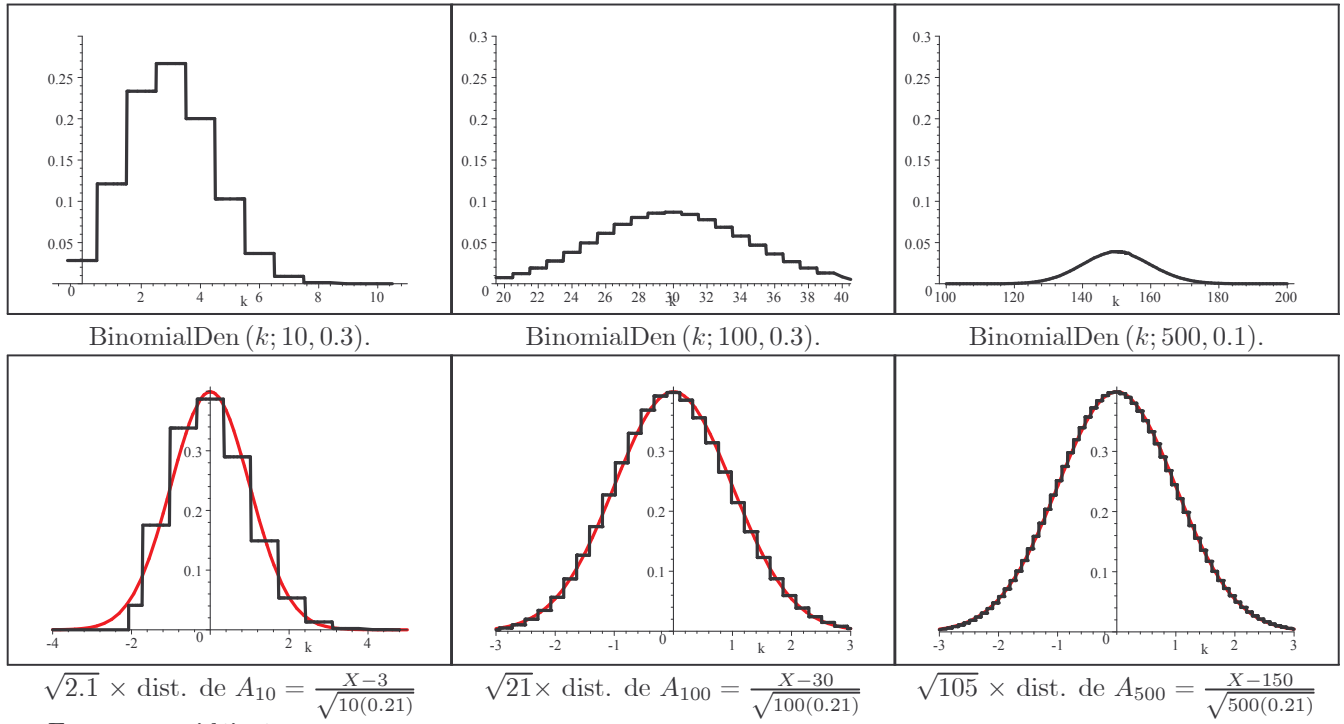 0.25
0.2
0.15
0.1
0.05
0 2 4 6 8 10
k
0.3
0.25
0.2
0.15
0.1
0.05
0
20 22 24 26 28 30 32 34 36 38 40
k
0.3
0.25
0.2
0.15
0.1
0.05
0
100 120 140 160 180 200
k
BinomialDen (k; 10, 0.3).
BinomialDen (k; 100, 0.3).
BinomialDen (k; 500, 0.1).
0.3
0.2
0.1
0
-4 -2 2 4
k
0.3
0.2
0.1
0
-3 -2 -1 1 2 3
k
0.3
0.2
0.1
0
-3 -2 -1 1 2 3
k
√2.1 × dist. de A₁₀ = X−3 / √10(0.21)
√21× dist. de A₁₀₀ = X−30 / √100(0.21)
√105 × dist. de A₅₀₀ = X−150 / √500(0.21)